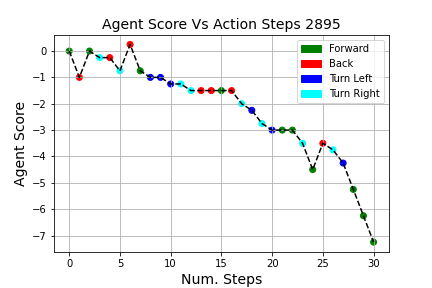 Agent Score Vs Action Steps 2895
Forward
Back
Turn Left
Turn Right
Agent Score
0
−1
−2
−3
−4
−5
−6
−7
0 5 10 15 20 25 30
Num. Steps